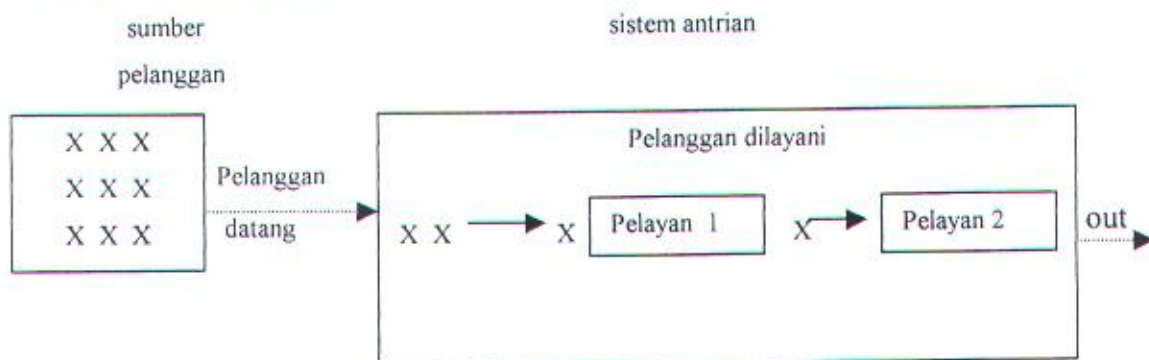 sumber
pelanggan
sistem antrian
X X X
X X X
X X X
Pelanggan
datang
Pelanggan dilayani
X X
X
Pelayan 1
X
Pelayan 2
out